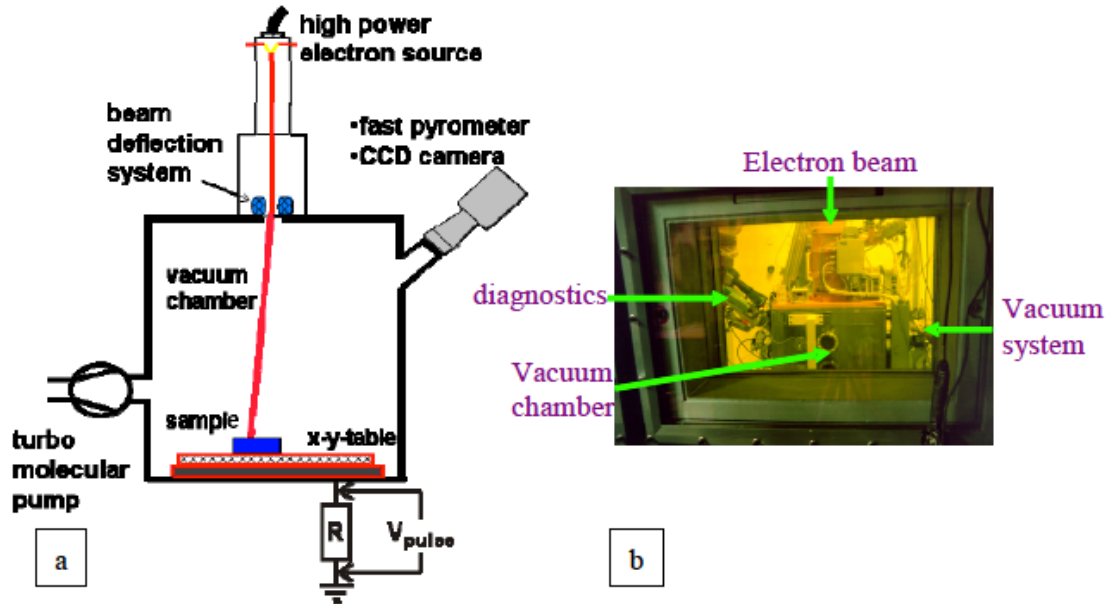 high power
electron source
beam
deflection
system
•fast pyrometer
•CCD camera
vacuum
chamber
sample
x-y-table
turbo
molecular
pump
R
Vpulse
a
Electron beam
diagnostics
Vacuum
system
Vacuum
chamber
b